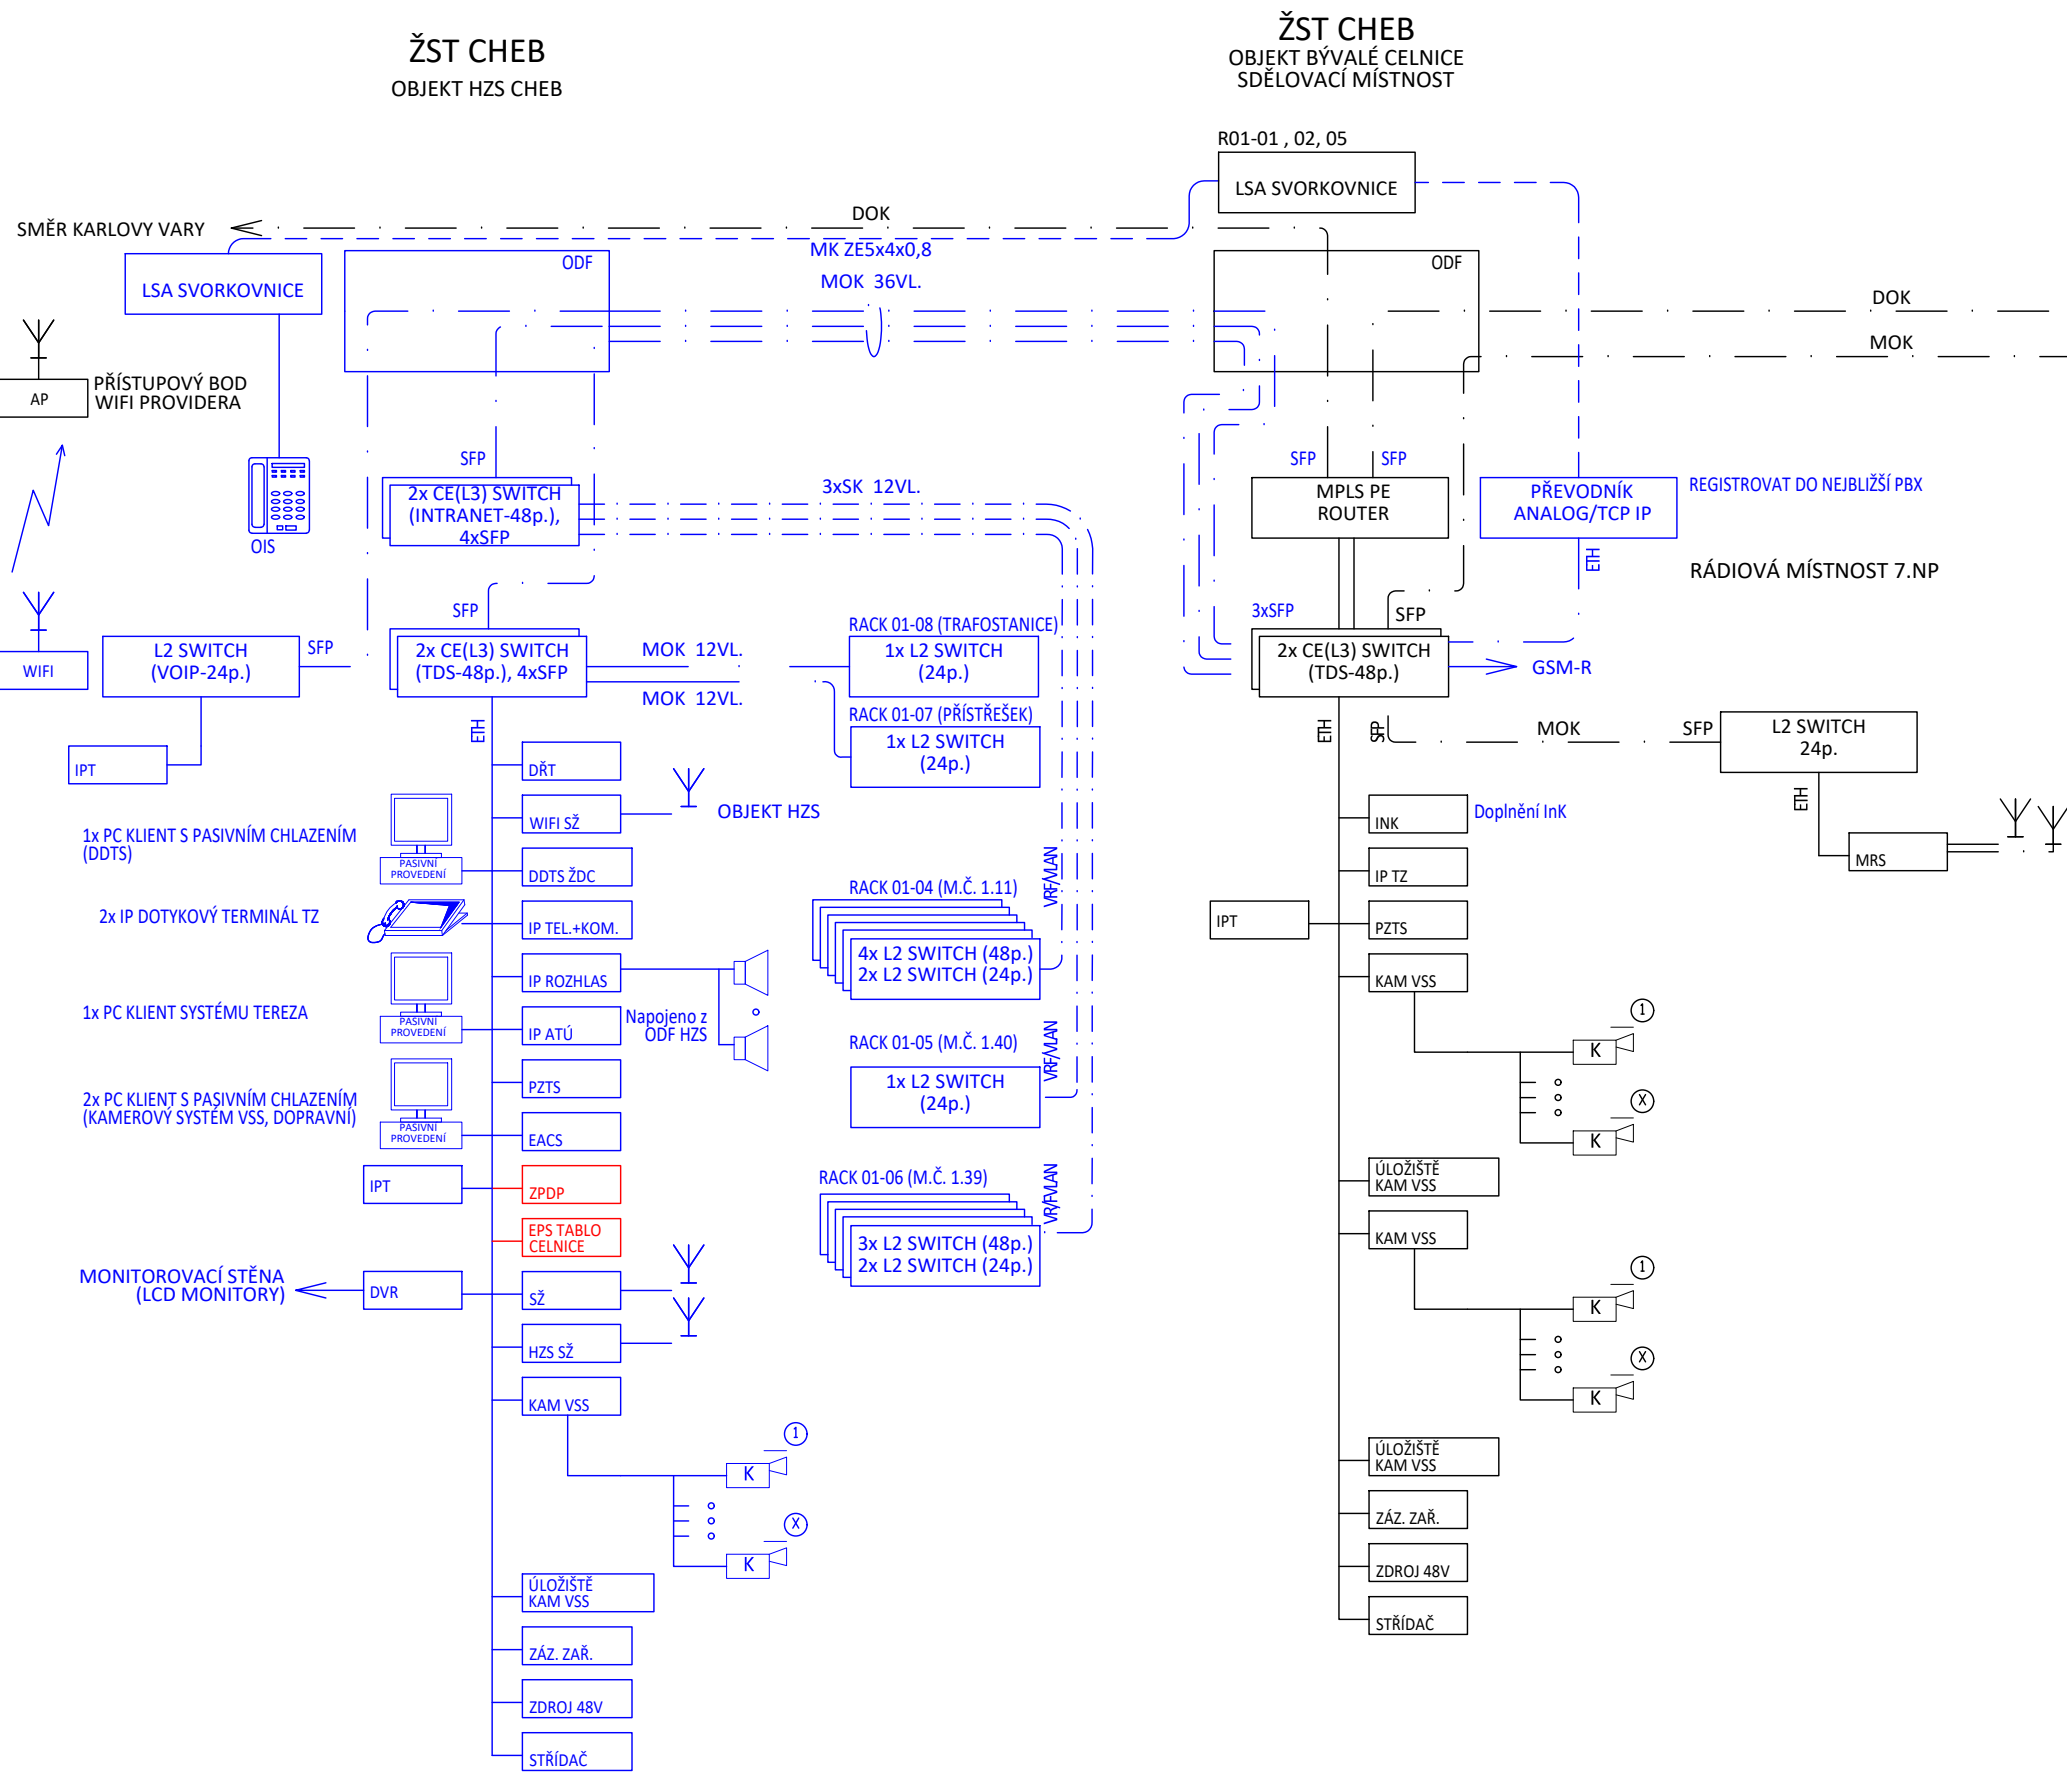 ŽST CHEB
OBJEKT HZS CHEB
ŽST CHEB
OBJEKT BÝVALÉ CELNICE
SDĚLOVACÍ MÍSTNOST
R01-01 , 02, 05
LSA SVORKOVNICE
SMĚR KARLOVY VARY
DOK
MK ZE5x4x0,8
MOK 36VL.
LSA SVORKOVNICE
ODF
ODF
DOK
MOK
AP
PŘÍSTUPOVÝ BOD
WIFI PROVIDERA
OIS
SFP
2x CE(L3) SWITCH
(INTRANET-48p.),
4xSFP
3xSK 12VL.
SFP
SFP
MPLS PE
ROUTER
PŘEVODNÍK
ANALOG/TCP IP
REGISTROVAT DO NEJBLIŽŠÍ PBX
ETH
RÁDIOVÁ MÍSTNOST 7.NP
WIFI
L2 SWITCH
(VOIP-24p.)
SFP
IPT
SFP
2x CE(L3) SWITCH
(TDS-48p.), 4xSFP
MOK 12VL.
MOK 12VL.
RACK 01-08 (TRAFOSTANICE)
1x L2 SWITCH
(24p.)
RACK 01-07 (PŘÍSTŘEŠEK)
1x L2 SWITCH
(24p.)
3xSFP
SFP
2x CE(L3) SWITCH
(TDS-48p.)
GSM-R
ETH
ETH
SFP
MOK
SFP
L2 SWITCH
24p.
ETH
MRS
DŘT
WIFI SŽ
OBJEKT HZS
1x PC KLIENT S PASIVNÍM CHLAZENÍM
(DDTS)
PASIVNÍ
PROVEDENÍ
DDTS ŽDC
2x IP DOTYKOVÝ TERMINÁL TZ
IP TEL.+KOM.
IP ROZHLAS
1x PC KLIENT SYSTÉMU TEREZA
PASIVNÍ
PROVEDENÍ
IP ATÚ
Napojeno z
ODF HZS
PZTS
2x PC KLIENT S PASIVNÍM CHLAZENÍM
(KAMEROVÝ SYSTÉM VSS, DOPRAVNÍ)
PASIVNÍ
PROVEDENÍ
EACS
IPT
ZPDP
EPS TABLO
CELNICE
MONITOROVACÍ STĚNA
(LCD MONITORY)
DVR
SŽ
HZS SŽ
KAM VSS
1
K
X
K
ÚLOŽIŠTĚ
KAM VSS
ZÁZ. ZAŘ.
ZDROJ 48V
STŘÍDAČ
RACK 01-04 (M.Č. 1.11)
4x L2 SWITCH (48p.)
2x L2 SWITCH (24p.)
VRF/VLAN
RACK 01-05 (M.Č. 1.40)
1x L2 SWITCH
(24p.)
VRF/VLAN
RACK 01-06 (M.Č. 1.39)
3x L2 SWITCH (48p.)
2x L2 SWITCH (24p.)
VR/FVLAN
INK
Doplnění InK
IP TZ
IPT
PZTS
KAM VSS
1
K
X
K
ÚLOŽIŠTĚ
KAM VSS
KAM VSS
1
K
X
K
ÚLOŽIŠTĚ
KAM VSS
ZÁZ. ZAŘ.
ZDROJ 48V
STŘÍDAČ